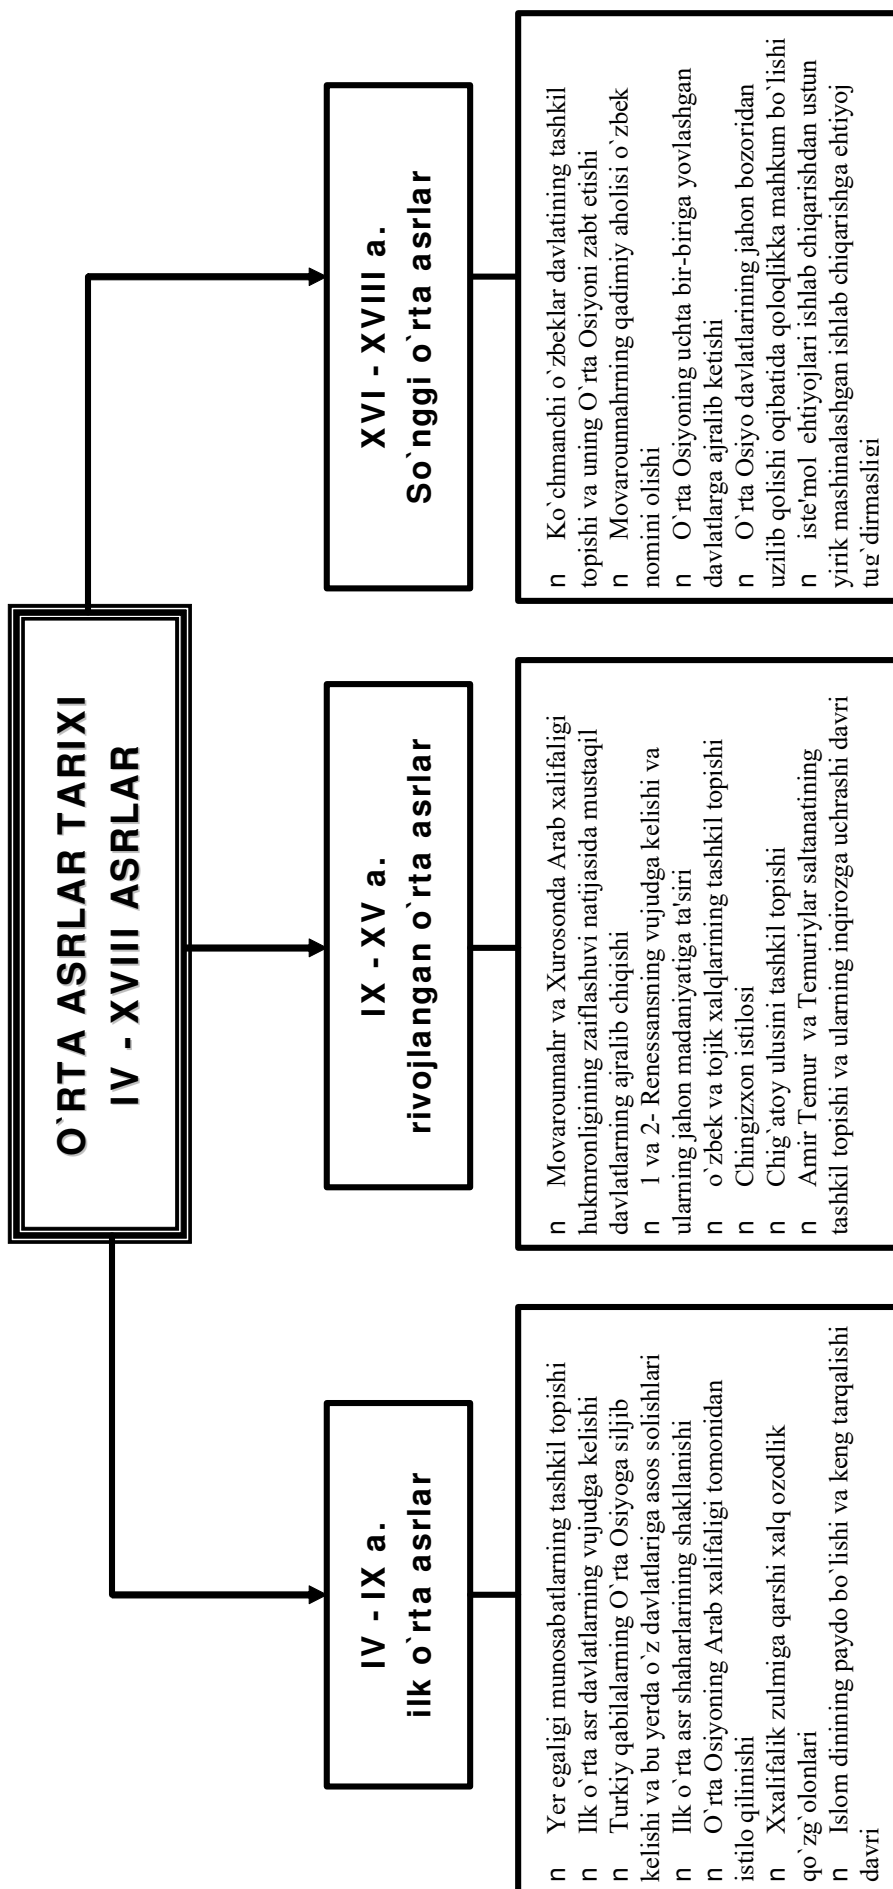 O`RTA ASRLAR TARIXI
IV - XVIII ASRLAR
IV - IX a.
ilk o`rta asrlar
n Yer egaligi munosabatlarning tashkil topishi
n Ilk o`rta asr davlatlarning vujudga kelishi
n Turkiy qabilalarning O`rta Osiyoga siljib
kelishi va bu yerda o`z davlatlariga asos solishlari
n Ilk o`rta asr shaharlarining shakllanishi
n O`rta Osiyoning Arab xalifaligi tomonidan
istilo qilinishi
n Xxalifalik zulmiga qarshi xalq ozodlik
qo`zg`olonlari
n Islom dinining paydo bo`lishi va keng tarqalishi
davri
IX - XV a.
rivojlangan o`rta asrlar
n Movarounnahr va Xurosonda Arab xalifaligi
hukmronligining zaiflashuvi natijasida mustaqil
davlatlarning ajralib chiqishi
n 1 va 2- Renessansning vujudga kelishi va
ularning jahon madaniyatiga ta'siri
n o`zbek va tojik xalqlarining tashkil topishi
n Chingizxon istilosi
n Chig`atoy ulusini tashkil topishi
n Amir Temur va Temuriylar saltanatining
tashkil topishi va ularning inqirozga uchrashi davri
XVI - XVIII a.
So`nggi o`rta asrlar
n Ko`chmanchi o`zbeklar davlatining tashkil
topishi va uning O`rta Osiyoni zabt etishi
n Movarounnahrning qadimiy aholisi o`zbek
nomini olishi
n O`rta Osiyoning uchta bir-biriga yovlashgan
davlatlarga ajralib ketishi
n O`rta Osiyo davlatlarining jahon bozoridan
uzilib qolishi oqibatida qoloqlikka mahkum bo`lishi
n iste'mol ehtiyojlari ishlab chiqarishdan ustun
yirik mashinalashgan ishlab chiqarishga ehtiyoj
tug`dirmasligi